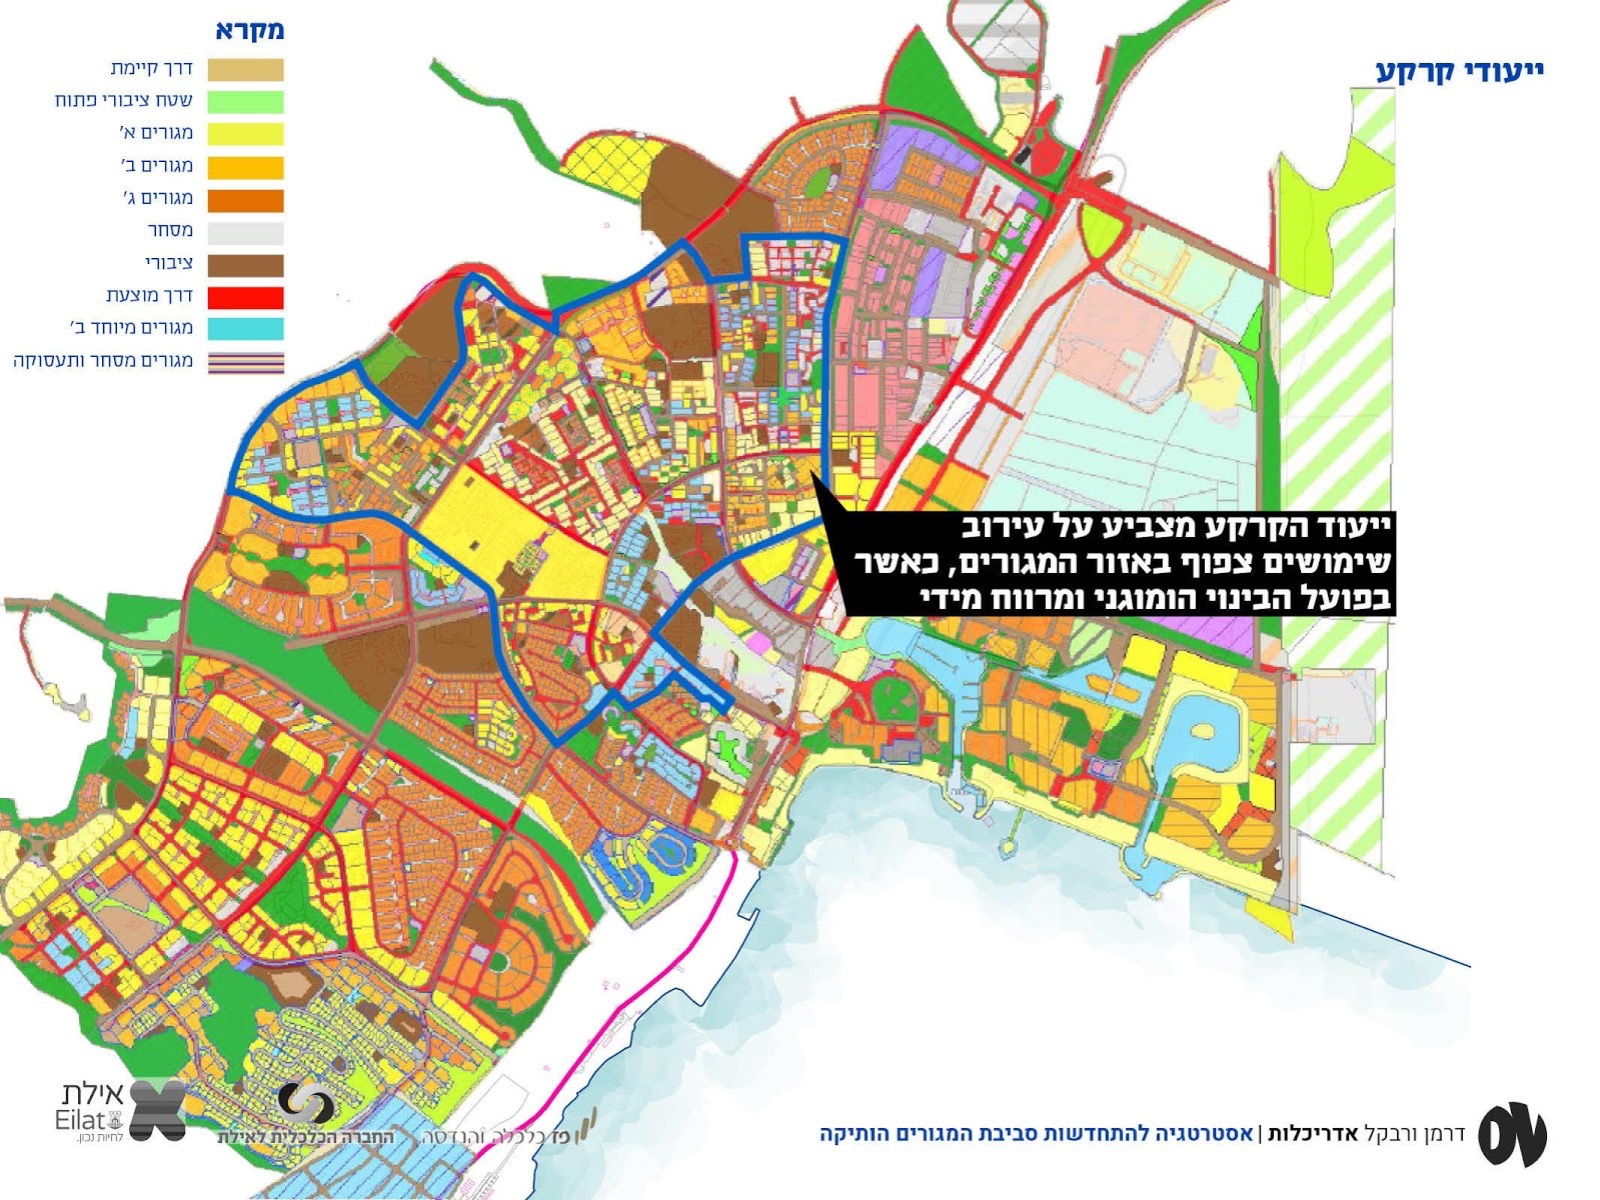 ייעודי קרקע
מקרא
דרך קיימת
שטח ציבורי פתוח
מגורים א'
מגורים ב'
מגורים ג'
מסחר
ציבורי
דרך מוצעת
מגורים מיוחד ב'
מגורים מסחר ותעסוקה
ייעוד הקרקע מצביע על עירוב
שימושים צפוף באזור המגורים, כאשר
בפועל הבינוי הומוגני ומרווח מידי
דרמן ורבקל אדריכלות | אסטרטגיה להתחדשות סביבת המגורים הותיקה
פז כלכלה והנדסה
החברה הכלכלית לאילת
אילת
Eilat
לחיות נכון.